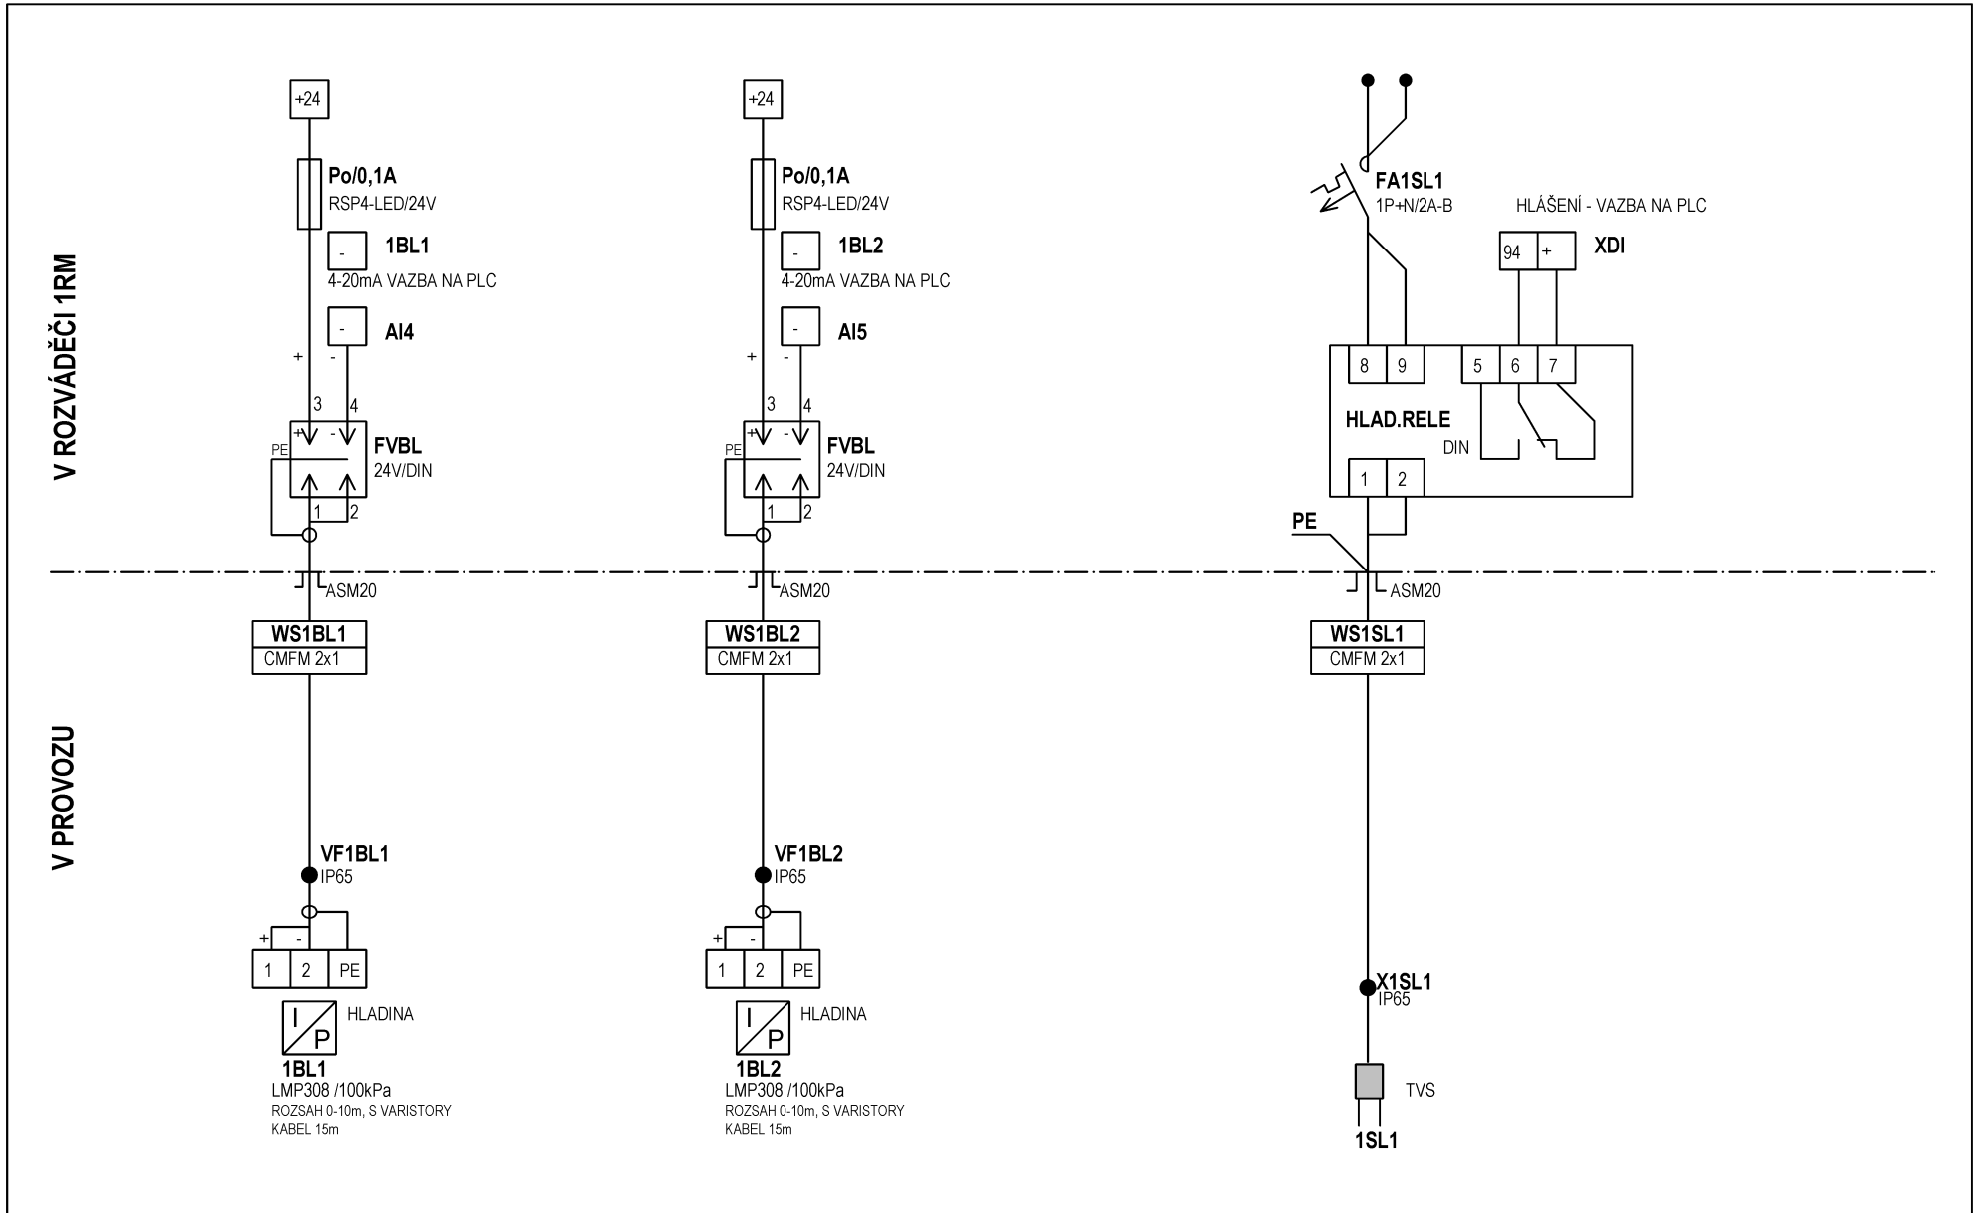 V ROZVÁDĚČI 1RM
V PROVOZU
+24
Po/0,1A
RSP4-LED/24V
- 1BL1
4-20mA VAZBA NA PLC
- AI4
+ -
3 4
+ -
PE
FVBL
24V/DIN
1 2
ASM20
WS1BL1
CMFM 2x1
VF1BL1
IP65
+ -
1 2 PE
I/P HLADINA
1BL1
LMP308 /100kPa
ROZSAH 0-10m, S VARISTORY
KABEL 15m
+24
Po/0,1A
RSP4-LED/24V
- 1BL2
4-20mA VAZBA NA PLC
- AI5
+ -
3 4
+ -
PE
FVBL
24V/DIN
1 2
ASM20
WS1BL2
CMFM 2x1
VF1BL2
IP65
+ -
1 2 PE
I/P HLADINA
1BL2
LMP308 /100kPa
ROZSAH 0-10m, S VARISTORY
KABEL 15m
FA1SL1
1P+N/2A-B
HLÁŠENÍ - VAZBA NA PLC
94 + XDI
8 9 5 6 7
HLAD.RELE
DIN
1 2
PE
ASM20
WS1SL1
CMFM 2x1
X1SL1
IP65
TVS
1SL1